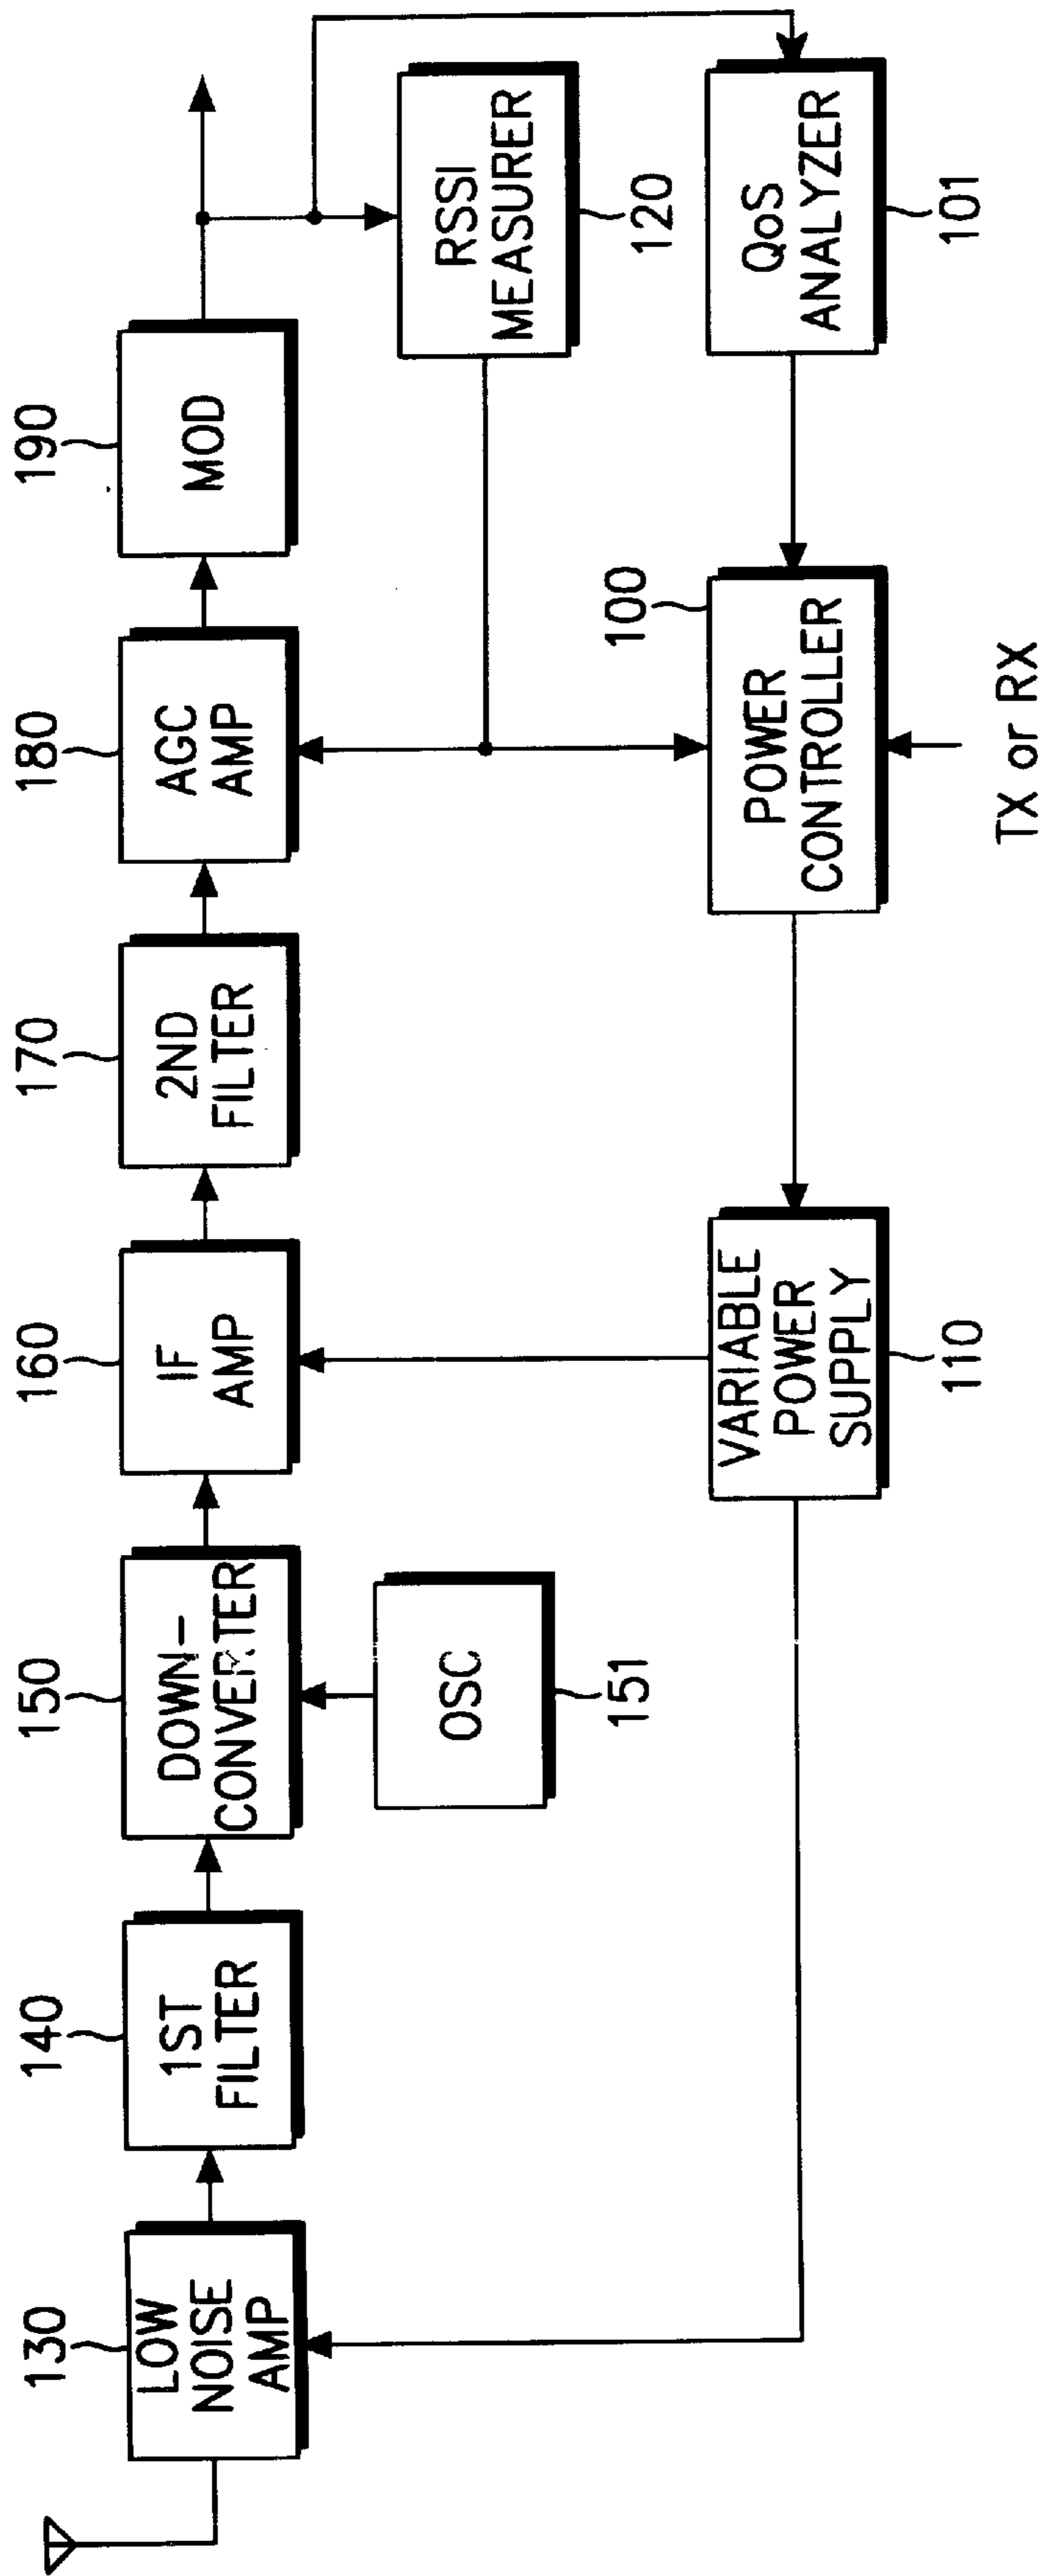 130
LOW
NOISE
AMP
140
1ST
FILTER
150
DOWN-
CONVERTER
160
IF
AMP
170
2ND
FILTER
180
AGC
AMP
190
MOD
OSC
151
RSSI
MEASURER
120
VARIABLE
POWER
SUPPLY
110
100
POWER
CONTROLLER
QoS
ANALYZER
101
TX or RX